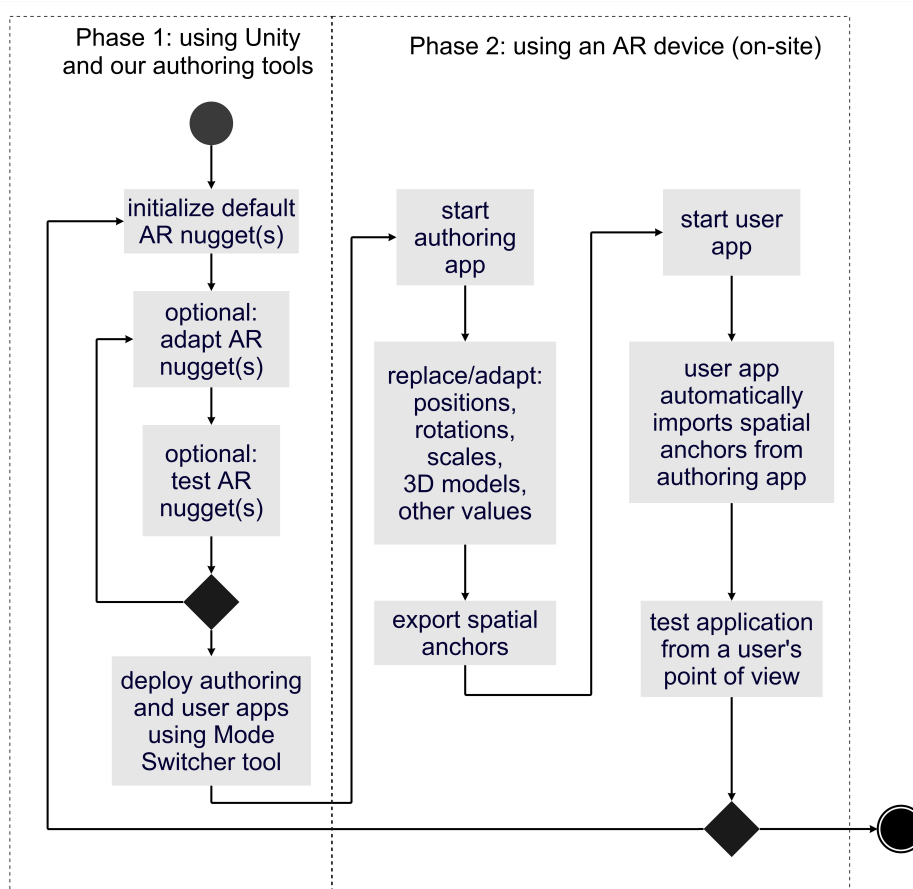 Phase 1: using Unity
and our authoring tools
Phase 2: using an AR device (on-site)
initialize default
AR nugget(s)
optional:
adapt AR
nugget(s)
optional:
test AR
nugget(s)
deploy authoring
and user apps
using Mode
Switcher tool
start
authoring
app
replace/adapt:
positions,
rotations,
scales,
3D models,
other values
export spatial
anchors
start user
app
user app
automatically
imports spatial
anchors from
authoring app
test application
from a user's
point of view